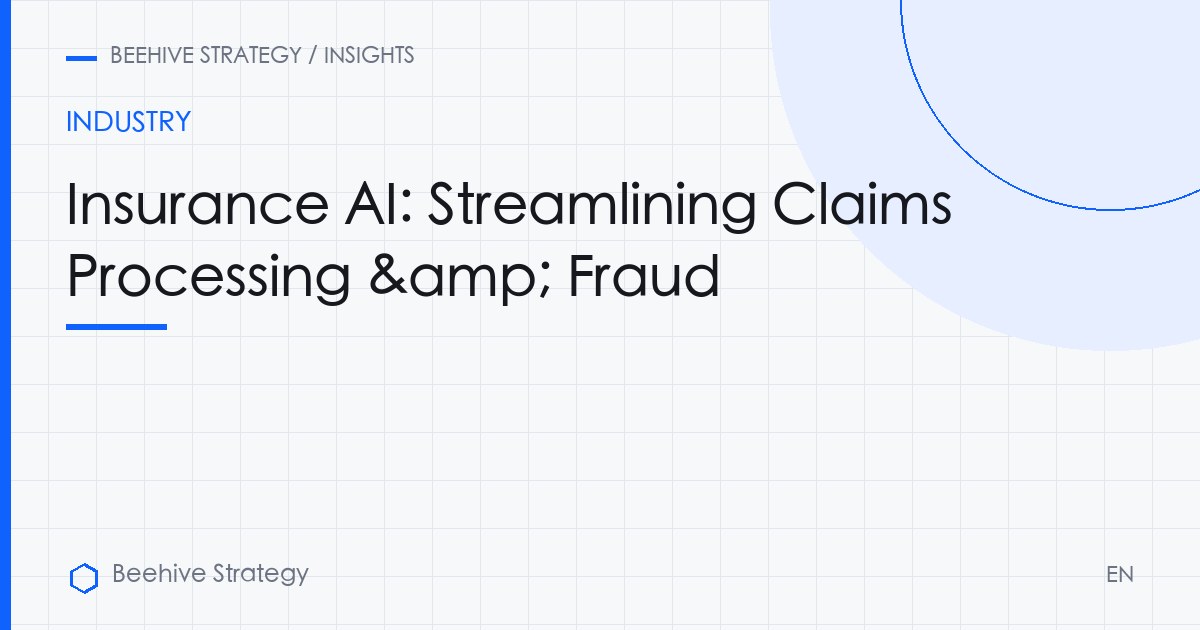 BEEHIVE STRATEGY / INSIGHTS
INDUSTRY
Insurance AI: Streamlining Claims
Processing &amp; Fraud
Beehive Strategy
EN